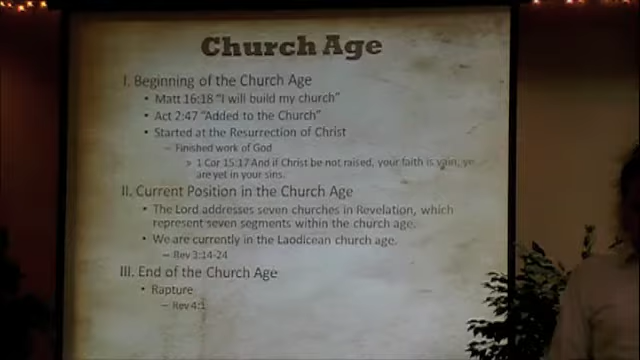 Church Age
I. Beginning of the Church Age
• Matt 16:18 "I will build my church"
• Act 2:47 "Added to the Church"
• Started at the Resurrection of Christ
– Finished work of God
> 1 Cor 15:17 And if Christ be not raised, your faith is vain, ye
are yet in your sins.
II. Current Position in the Church Age
• The Lord addresses seven churches in Revelation, which
represent seven segments within the church age.
• We are currently in the Laodicean church age.
– Rev 3:14-24
III. End of the Church Age
• Rapture
– Rev 4:1